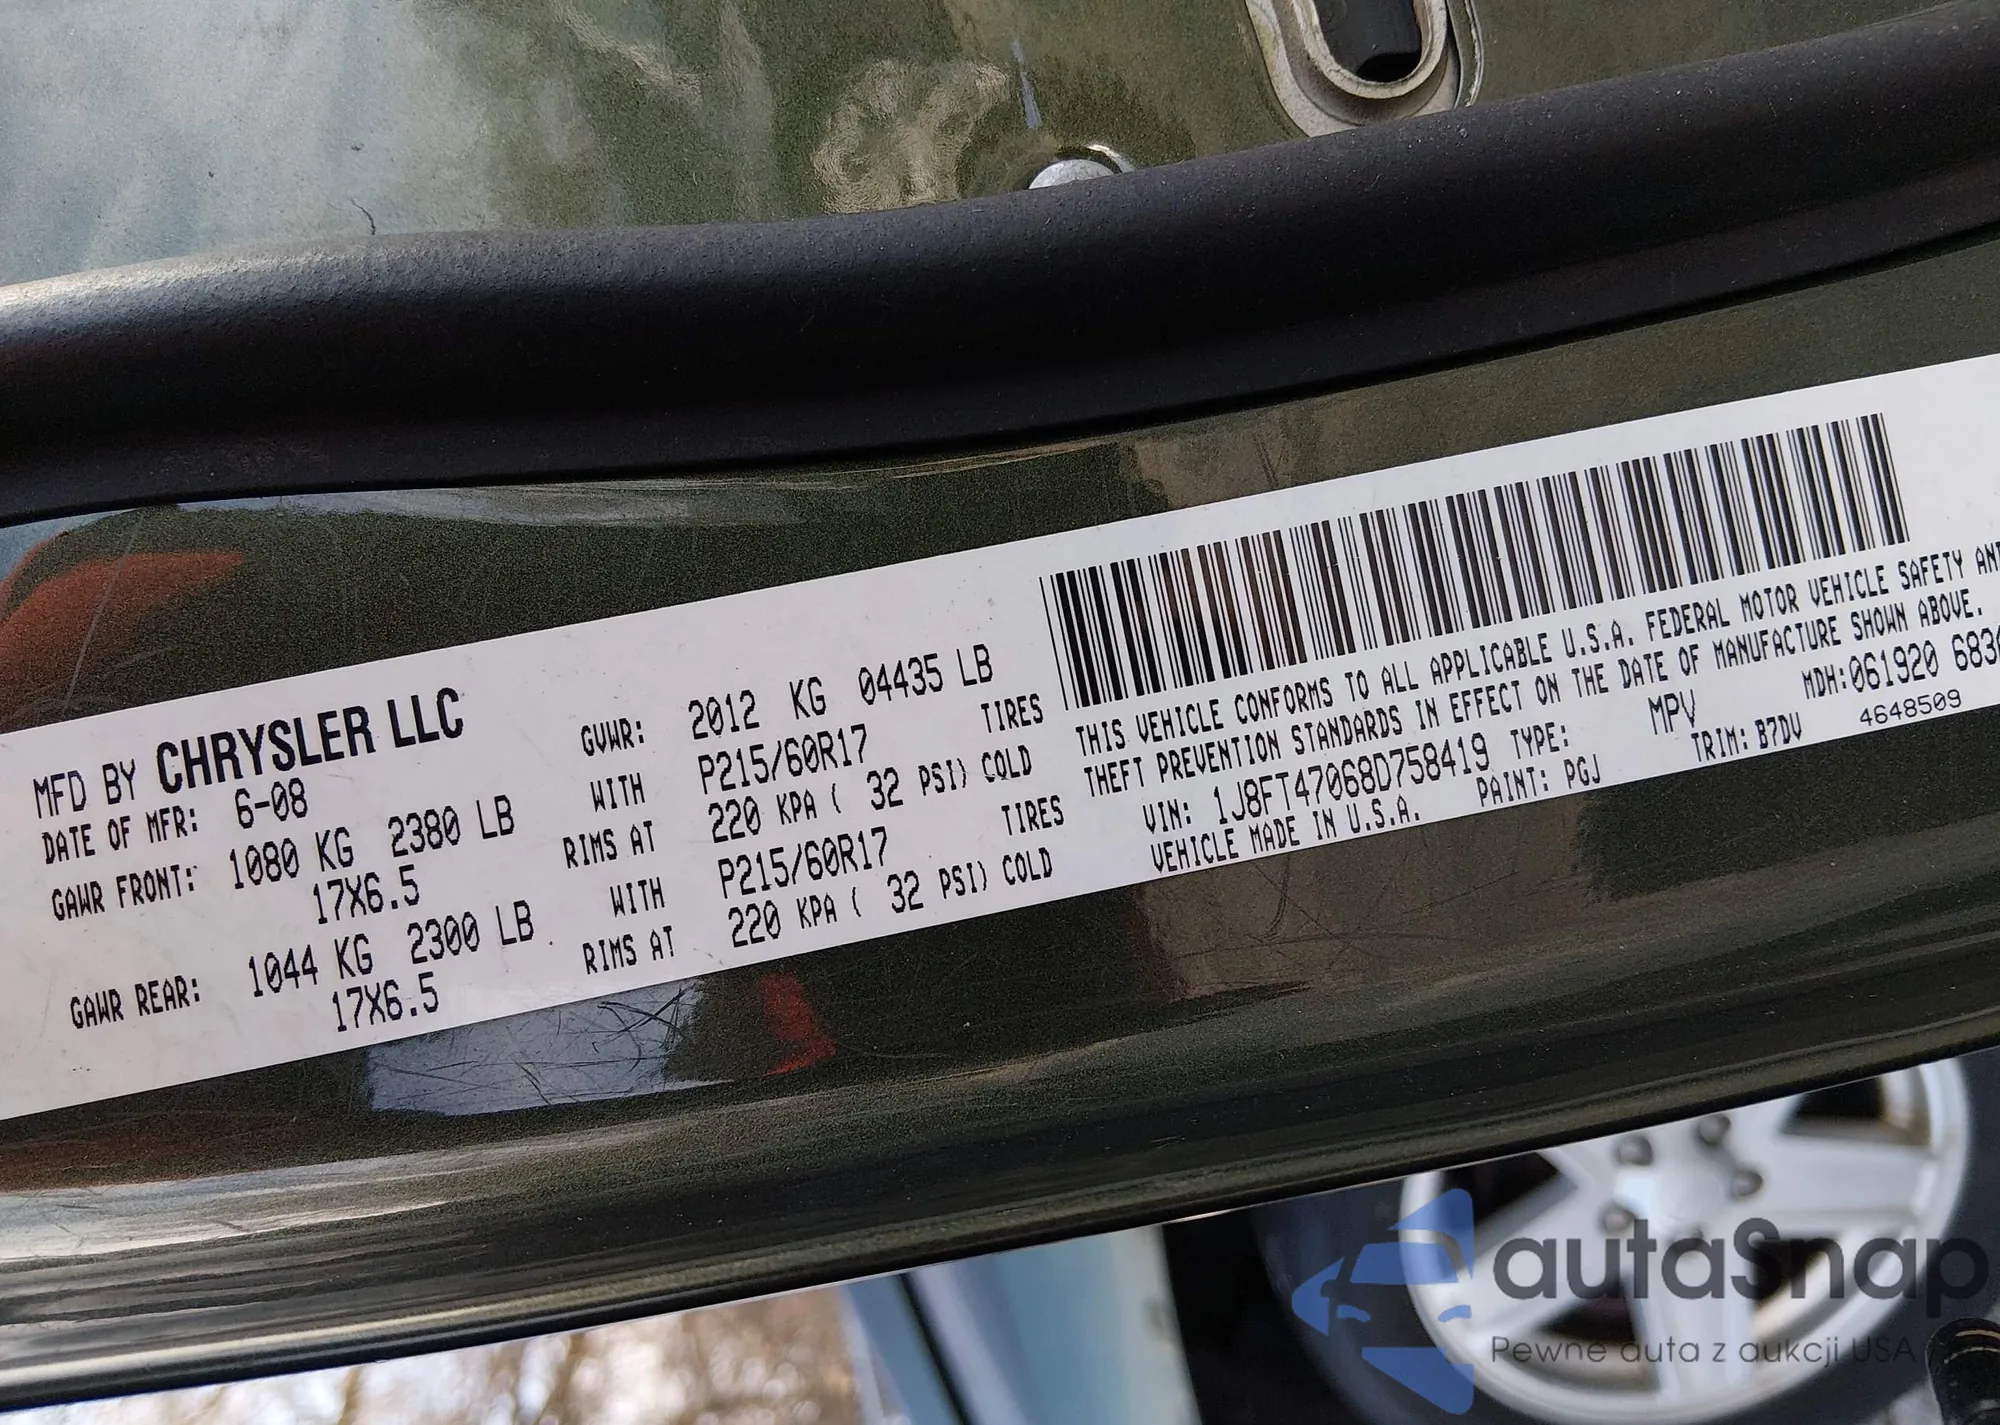 MFD BY CHRYSLER LLC
DATE OF MFR: 6-08
GVWR: 2012 KG 04435 LB
GAWR FRONT: 1080 KG 2380 LB WITH P215/60R17 TIRES
17X6.5 RIMS AT 220 KPA ( 32 PSI) COLD
GAWR REAR: 1044 KG 2300 LB WITH P215/60R17 TIRES
17X6.5 RIMS AT 220 KPA ( 32 PSI) COLD
THIS VEHICLE CONFORMS TO ALL APPLICABLE U.S.A. FEDERAL MOTOR VEHICLE SAFETY AND
THEFT PREVENTION STANDARDS IN EFFECT ON THE DATE OF MANUFACTURE SHOWN ABOVE.
VIN: 1J8FT47068D758419 TYPE: MPV MDH:061920
VEHICLE MADE IN U.S.A. PAINT: PGJ TRIM: B7DV 4648509
autaSnap
Pewne auta z aukcji USA